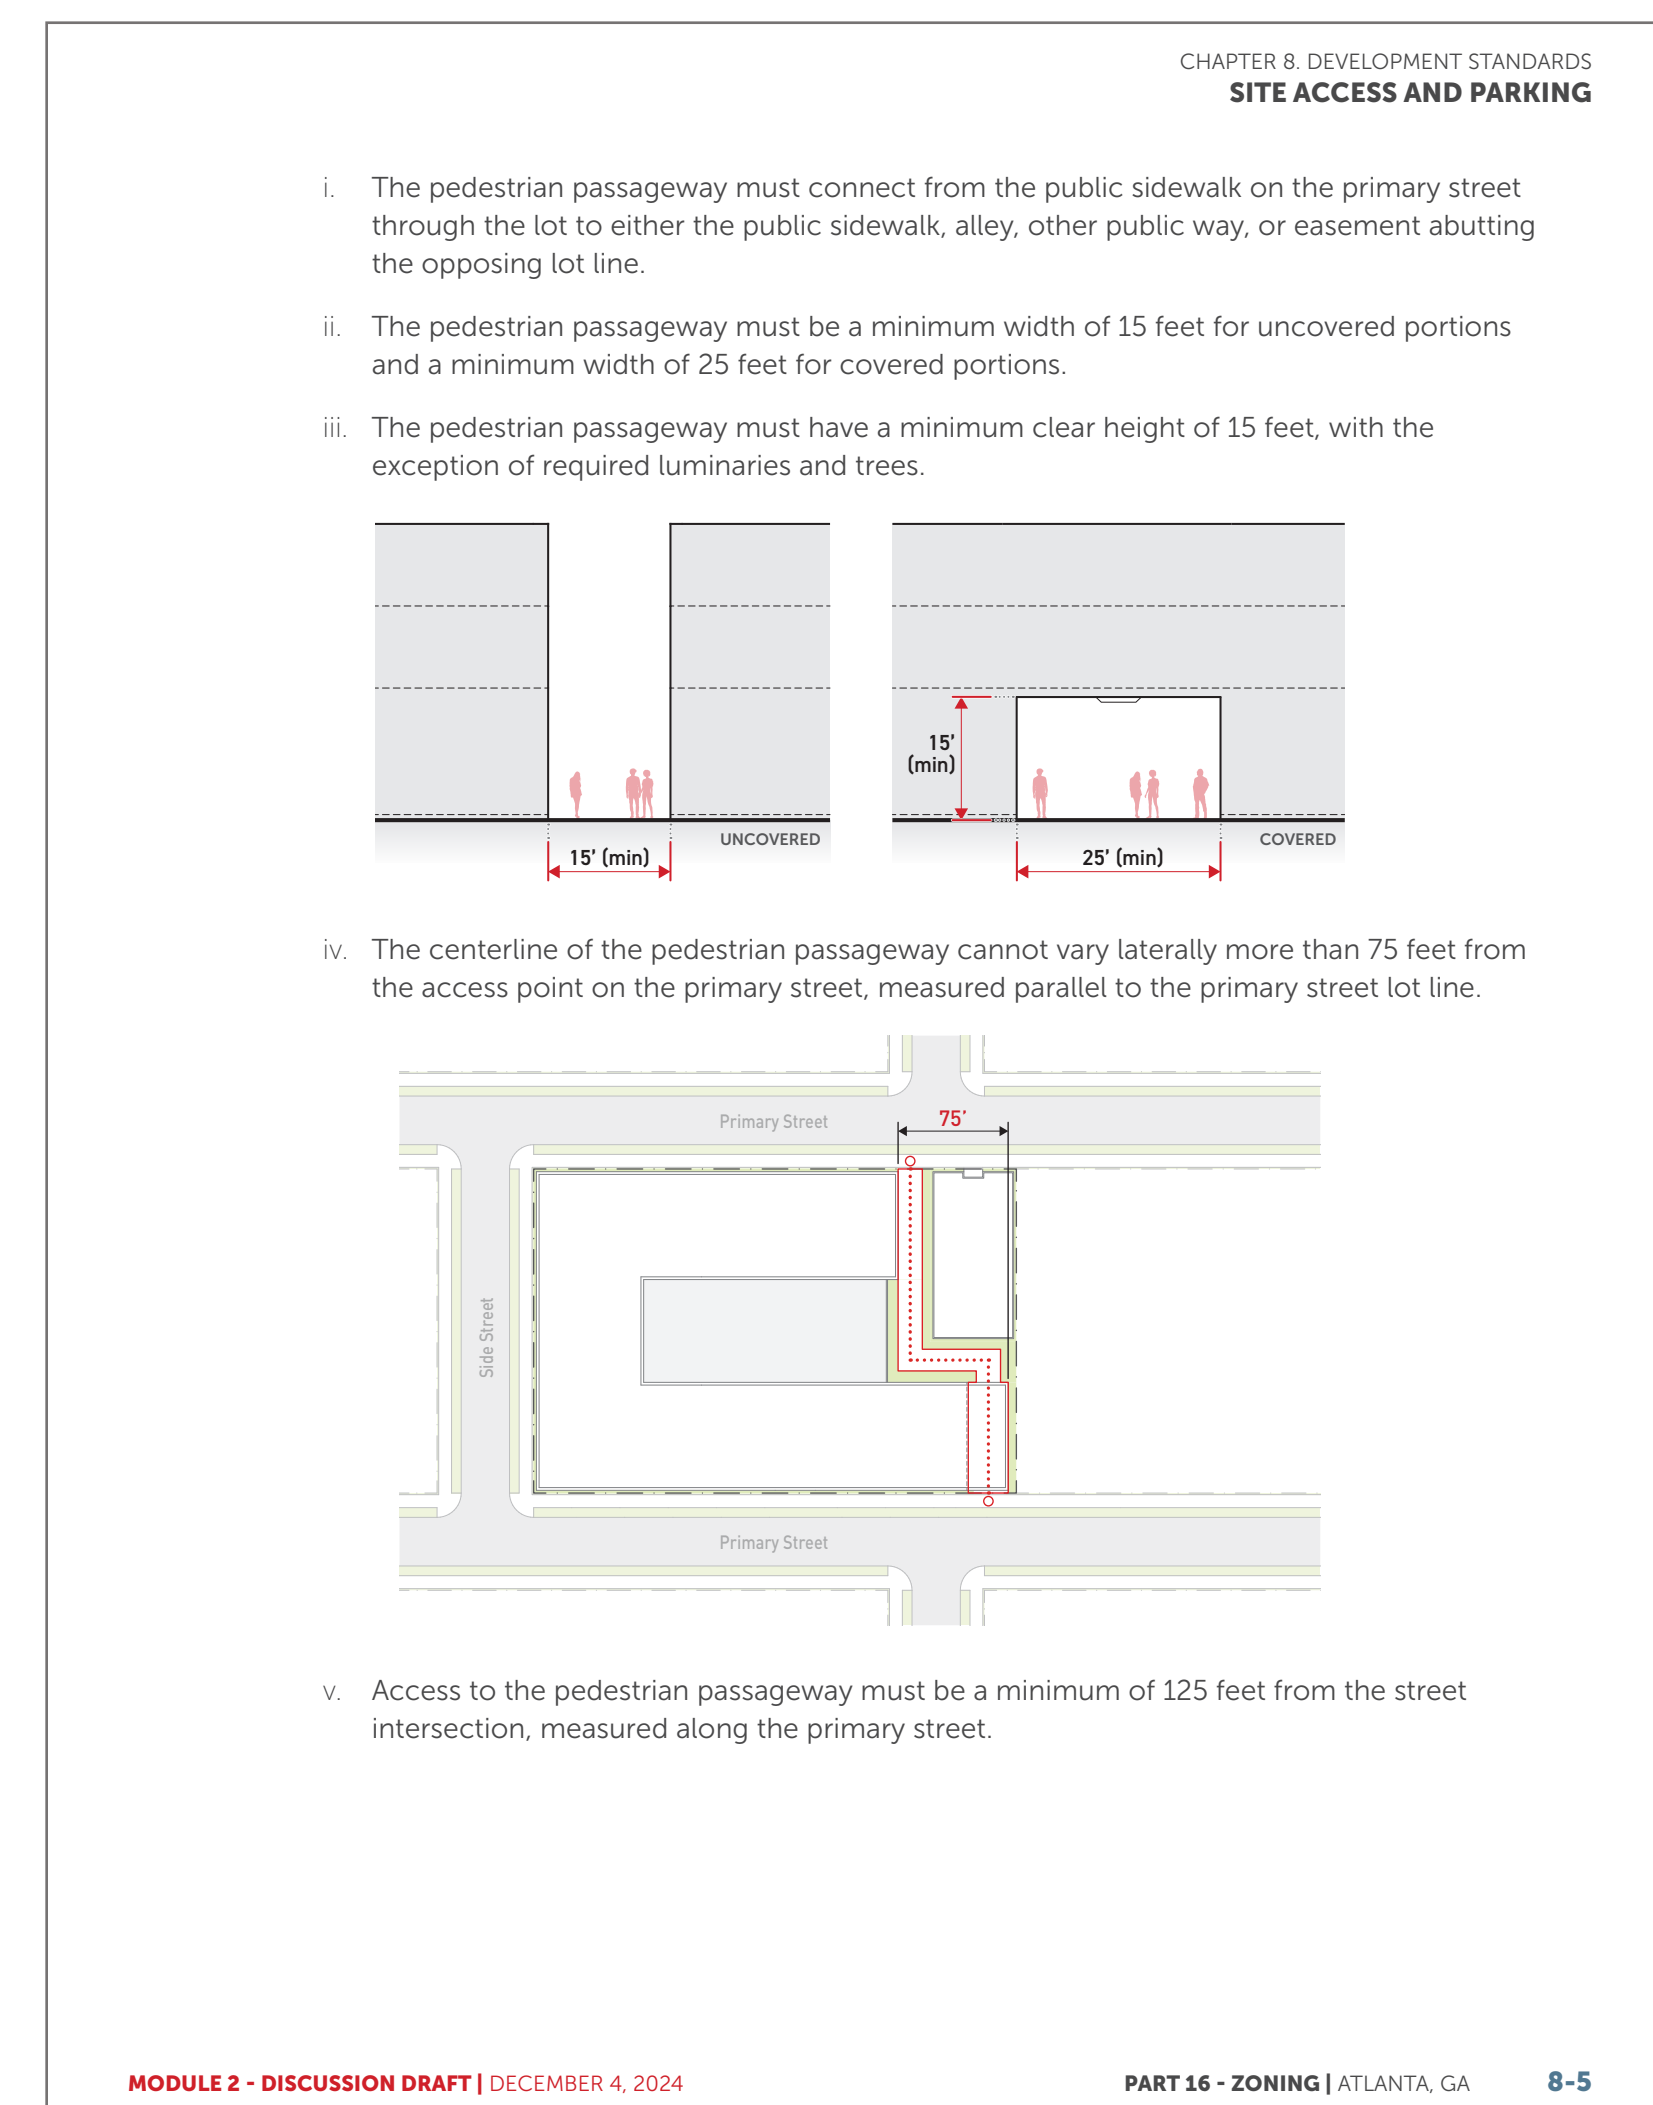 CHAPTER 8. DEVELOPMENT STANDARDS
SITE ACCESS AND PARKING
i. The pedestrian passageway must connect from the public sidewalk on the primary street
through the lot to either the public sidewalk, alley, other public way, or easement abutting
the opposing lot line.
ii. The pedestrian passageway must be a minimum width of 15 feet for uncovered portions
and a minimum width of 25 feet for covered portions.
iii. The pedestrian passageway must have a minimum clear height of 15 feet, with the
exception of required luminaries and trees.
15’
(min)
UNCOVERED
COVERED
15’ (min)
25’ (min)
iv. The centerline of the pedestrian passageway cannot vary laterally more than 75 feet from
the access point on the primary street, measured parallel to the primary street lot line.
Primary Street
75’
Side Street
Primary Street
v. Access to the pedestrian passageway must be a minimum of 125 feet from the street
intersection, measured along the primary street.
MODULE 2 - DISCUSSION DRAFT | DECEMBER 4, 2024
PART 16 - ZONING | ATLANTA, GA 8-5